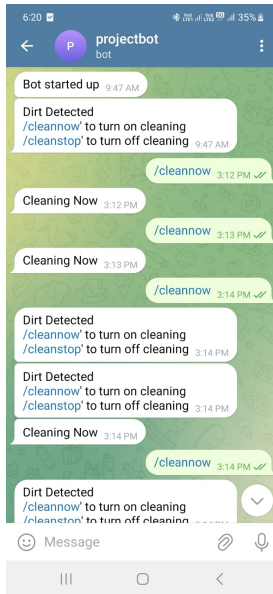 6:20 35%
P projectbot
bot
Bot started up 9:47 AM
Dirt Detected
/cleannow' to turn on cleaning
/cleanstop' to turn off cleaning 9:47 AM
/cleannow 3:12 PM
Cleaning Now 3:12 PM
/cleannow 3:13 PM
Cleaning Now 3:13 PM
/cleannow 3:14 PM
Dirt Detected
/cleannow' to turn on cleaning
/cleanstop' to turn off cleaning 3:14 PM
Dirt Detected
/cleannow' to turn on cleaning
/cleanstop' to turn off cleaning 3:14 PM
Cleaning Now 3:14 PM
/cleannow 3:14 PM
Dirt Detected
/cleannow' to turn on cleaning
/cleanstop' to turn off cleaning
Message